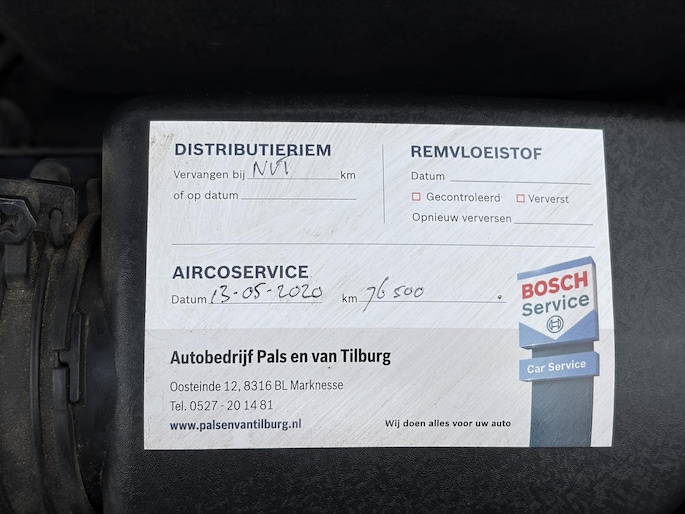 DISTRIBUTIERIEM
Vervangen bij NVT km
of op datum
REMVLOEISTOF
Datum
Gecontroleerd Ververst
Opnieuw verversen
AIRCOSERVICE
Datum 13-05-2020 km 76500
BOSCH
Service
Car Service
Autobedrijf Pals en van Tilburg
Oosteinde 12, 8316 BL Marknesse
Tel. 0527 - 20 14 81
www.palsenvantilburg.nl
Wij doen alles voor uw auto